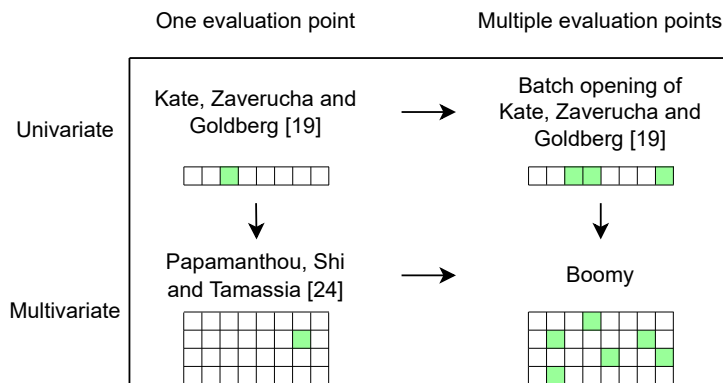 One evaluation point
Multiple evaluation points
Univariate
Kate, Zaverucha and
Goldberg [19]
Batch opening of
Kate, Zaverucha and
Goldberg [19]
Multivariate
Papamanthou, Shi
and Tamassia [24]
Boomy